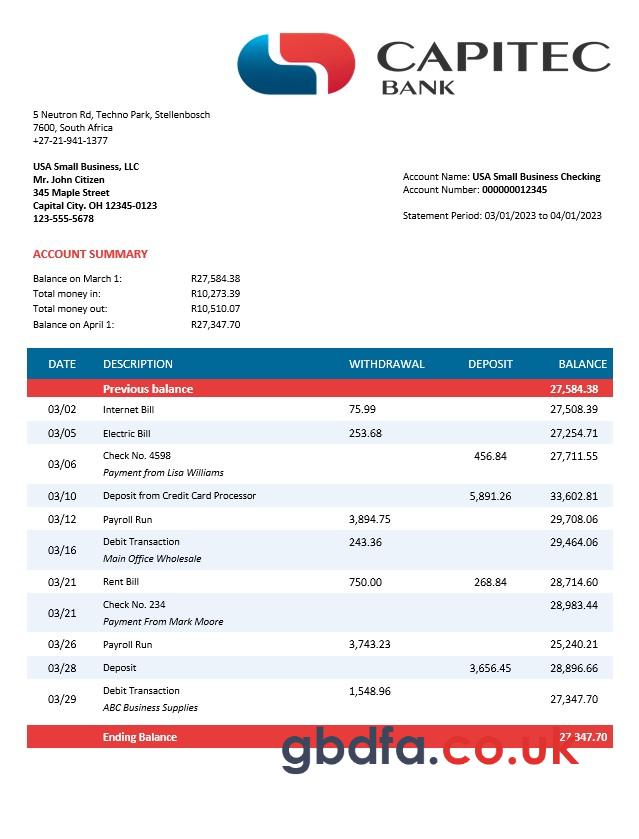 CAPITEC
BANK
5 Neutron Rd, Techno Park, Stellenbosch
7600, South Africa
+27-21-941-1377
USA Small Business, LLC
Mr. John Citizen
345 Maple Street
Capital City. OH 12345-0123
123-555-5678
Account Name: USA Small Business Checking
Account Number: 000000012345
Statement Period: 03/01/2023 to 04/01/2023
ACCOUNT SUMMARY
Balance on March 1: R27,584.38
Total money in: R10,273.39
Total money out: R10,510.07
Balance on April 1: R27,347.70
DATE DESCRIPTION WITHDRAWAL DEPOSIT BALANCE
Previous balance 27,584.38
03/02 Internet Bill 75.99 27,508.39
03/05 Electric Bill 253.68 27,254.71
03/06 Check No. 4598 456.84 27,711.55
Payment from Lisa Williams
03/10 Deposit from Credit Card Processor 5,891.26 33,602.81
03/12 Payroll Run 3,894.75 29,708.06
03/16 Debit Transaction 243.36 29,464.06
Main Office Wholesale
03/21 Rent Bill 750.00 268.84 28,714.60
03/21 Check No. 234 28,983.44
Payment From Mark Moore
03/26 Payroll Run 3,743.23 25,240.21
03/28 Deposit 3,656.45 28,896.66
03/29 Debit Transaction 1,548.96 27,347.70
ABC Business Supplies
Ending Balance 27 347.70
gbdfa.co.uk